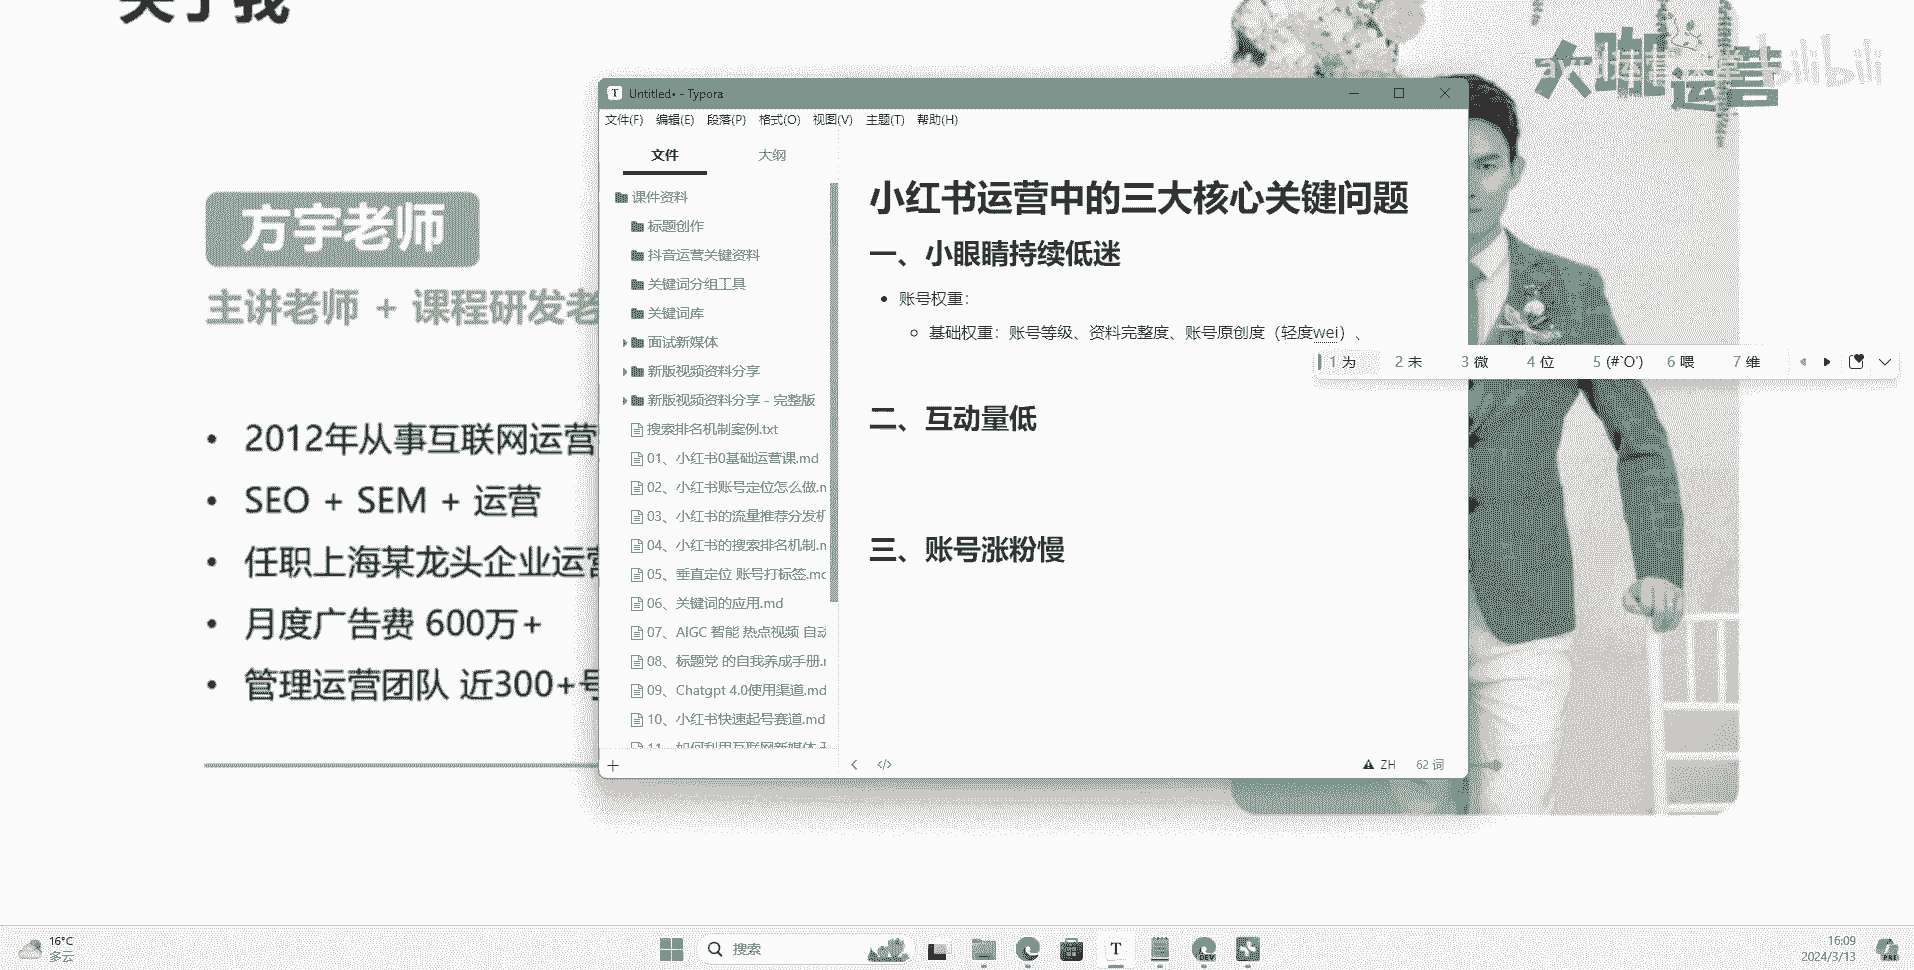 关于我
大咖运营
bilibili
方宇老师
主讲老师 + 课程研发老
• 2012年从事互联网运营
• SEO + SEM + 运营
• 任职上海某龙头企业运营
• 月度广告费 600万+
• 管理运营团队 近300+号
Untitled• - Typora
文件(F) 编辑(E) 段落(P) 格式(O) 视图(V) 主题(T) 帮助(H)
文件 大纲
课件资料
标题创作
抖音运营关键资料
关键词分组工具
关键词库
面试新媒体
新版视频资料分享
新版视频资料分享 - 完整版
搜索排名机制案例.txt
01、小红书0基础运营课.md
02、小红书账号定位怎么做.m
03、小红书的流量推荐分发机
04、小红书的搜索排名机制.m
05、垂直定位 账号打标签.mc
06、关键词的应用.md
07、AIGC 智能 热点视频 自动
08、标题党 的自我养成手册.r
09、Chatgpt 4.0使用渠道.md
10、小红书快速起号赛道.md
11、如何利用互联网新媒体
小红书运营中的三大核心关键问题
一、小眼睛持续低迷
• 账号权重：
○ 基础权重：账号等级、资料完整度、账号原创度（轻度wei）、
1 为 2 未 3 微 4 位 5 (#`O′) 6 喂 7 维
二、互动量低
三、账号涨粉慢
ZH 62 词
16°C
多云
搜索
T
DEV
16:09
2024/3/13
PRE